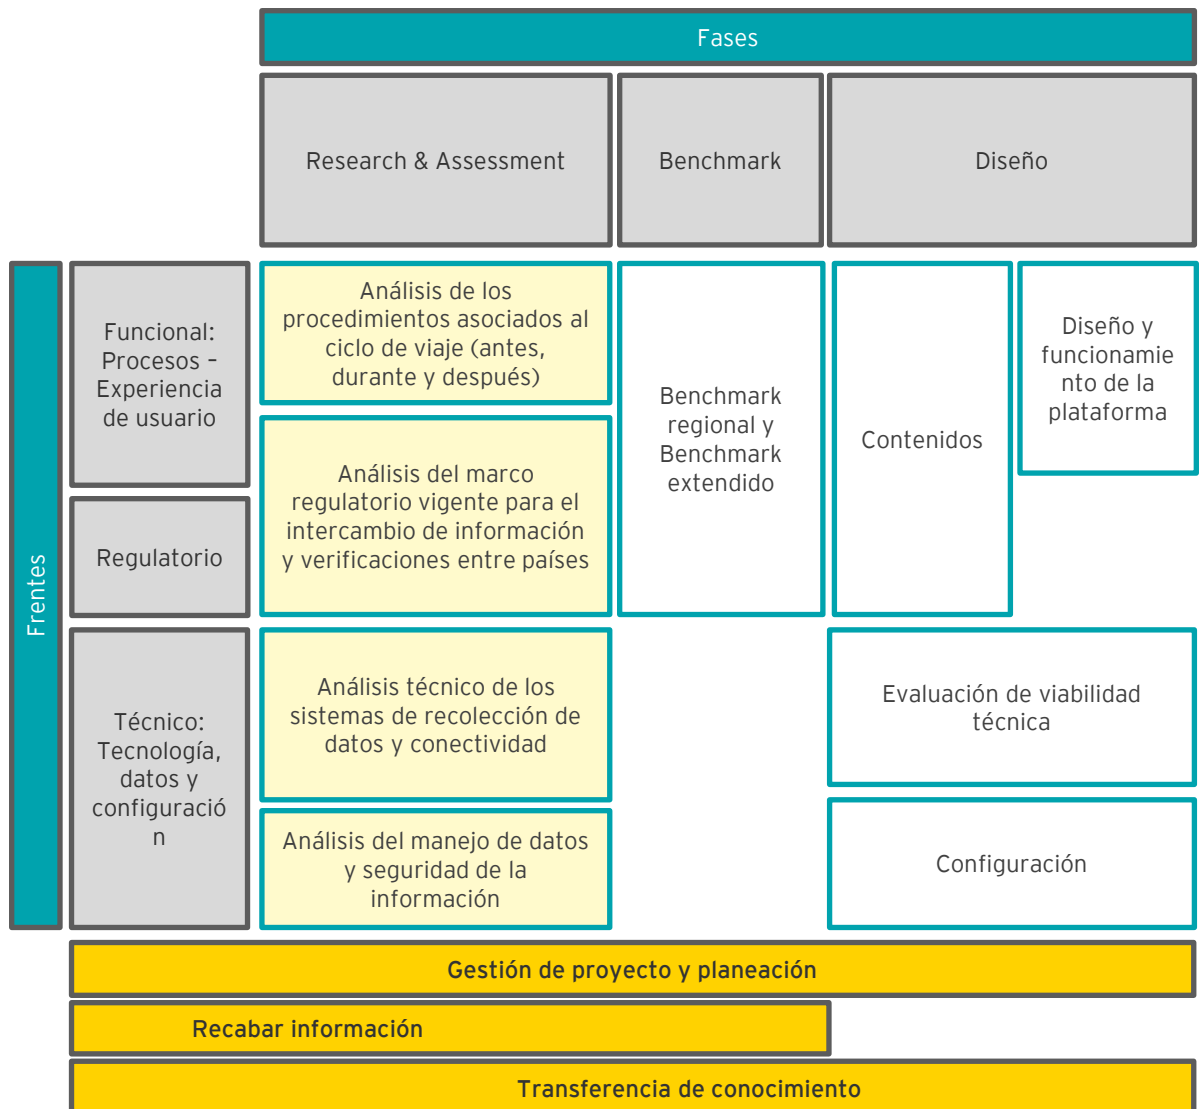 Fases
Research & Assessment
Benchmark
Diseño
Frentes
Funcional:
Procesos –
Experiencia
de usuario
Regulatorio
Técnico:
Tecnología,
datos y
configuració
n
Análisis de los
procedimientos asociados al
ciclo de viaje (antes,
durante y después)
Análisis del marco
regulatorio vigente para el
intercambio de información
y verificaciones entre países
Análisis técnico de los
sistemas de recolección de
datos y conectividad
Análisis del manejo de datos
y seguridad de la
información
Benchmark
regional y
Benchmark
extendido
Contenidos
Diseño y
funcionamie
nto de la
plataforma
Evaluación de viabilidad
técnica
Configuración
Gestión de proyecto y planeación
Recabar información
Transferencia de conocimiento